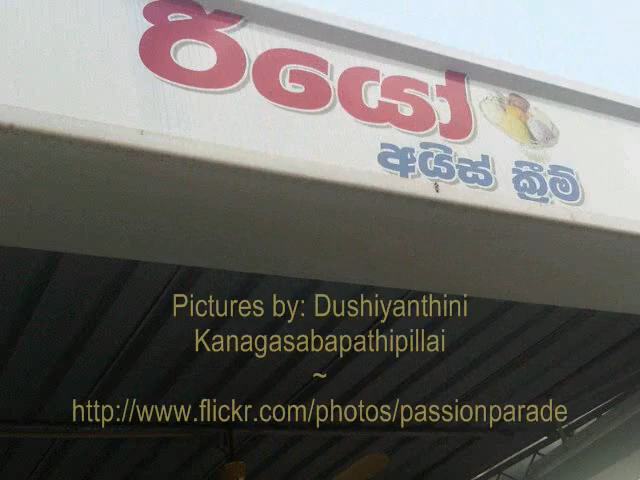 රියෝ
අයිස් ක්‍රීම්
Pictures by: Dushiyanthini
Kanagasabapathipillai
~
http://www.flickr.com/photos/passionparade